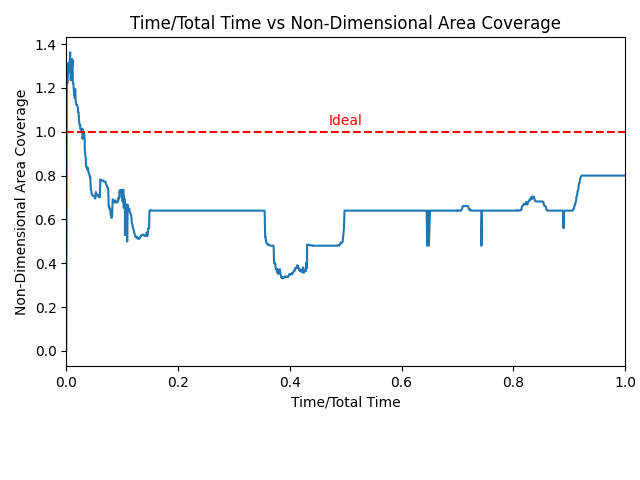 Time/Total Time vs Non-Dimensional Area Coverage
1.4
1.2
1.0
0.8
0.6
0.4
0.2
0.0
Non-Dimensional Area Coverage
Ideal
0.0 0.2 0.4 0.6 0.8 1.0
Time/Total Time